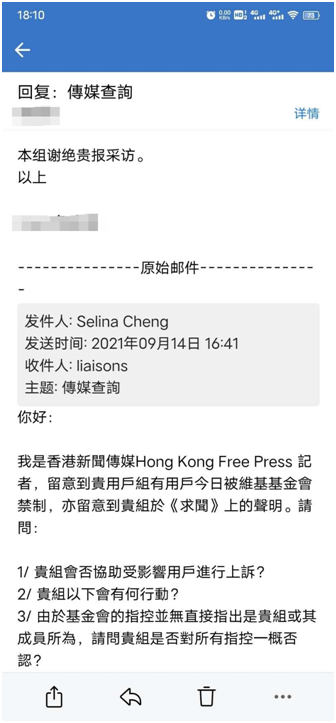 18:10
0.00
KB/s
HD
4G
4G
回复：傳媒查詢
详情
本组谢绝贵报采访。
以上
---------------原始邮件--------------
-
发件人: Selina Cheng
发送时间: 2021年09月14日 16:41
收件人: liaisons
主题: 傳媒查詢
你好：
我是香港新聞傳媒Hong Kong Free Press 記
者，留意到貴用戶組有用戶今日被維基基金會
禁制，亦留意到貴組於《求聞》上的聲明。請
問：
1/ 貴組會否協助受影響用戶進行上訴？
2/ 貴組以下會有何行動？
3/ 由於基金會的指控並無直接指出是貴組或其
成員所為，請問貴組是否對所有指控一概否
認？